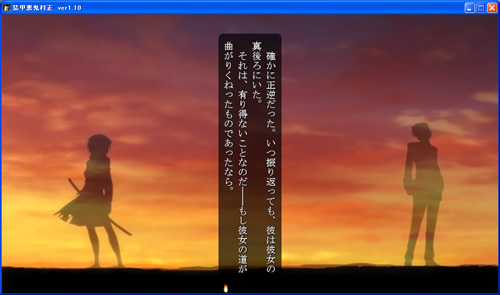 装甲悪鬼村正 ver1.10
　確かに正逆だった。いつ振り返っても、彼は彼女の
真後ろにいた。
　それは、有り得ないことなのだ――もし彼女の道が
曲がりくねったものであったなら。